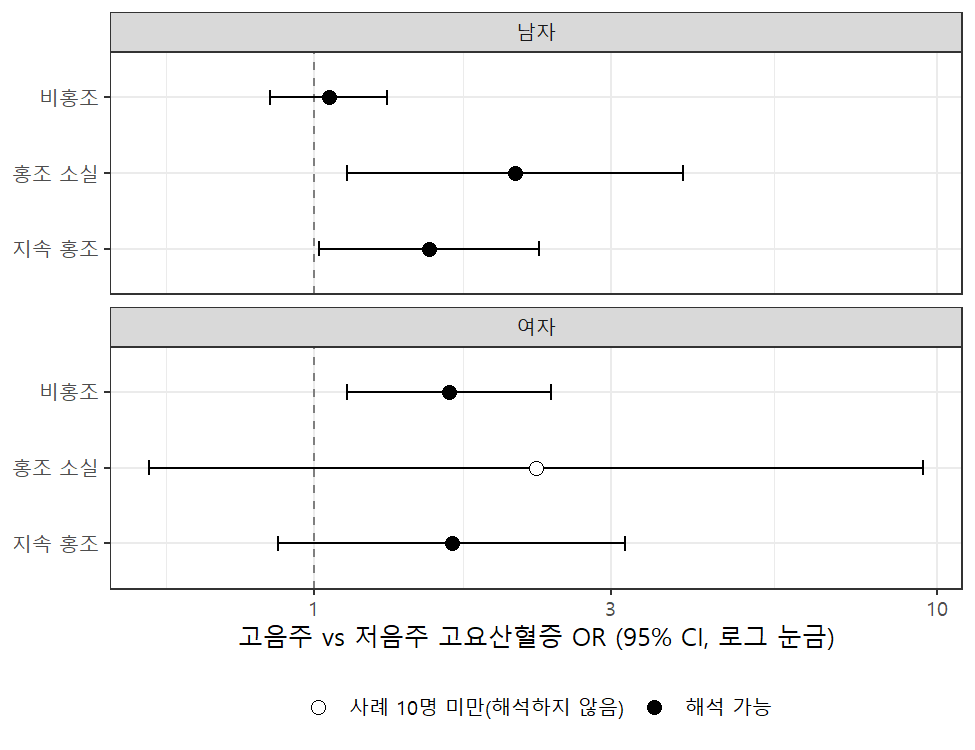 남자
비홍조
홍조 소실
지속 홍조
여자
비홍조
홍조 소실
지속 홍조
1 3 10
고음주 vs 저음주 고요산혈증 OR (95% CI, 로그 눈금)
사례 10명 미만(해석하지 않음) 해석 가능